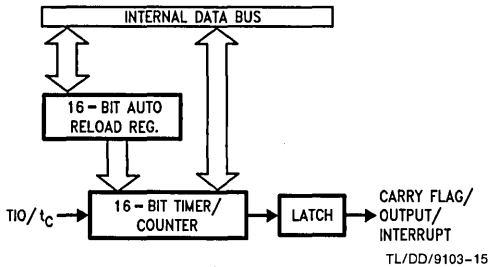 INTERNAL DATA BUS
16-BIT AUTO
RELOAD REG.
TIO/tC
16-BIT TIMER/
COUNTER
LATCH
CARRY FLAG/
OUTPUT/
INTERRUPT
TL/DD/9103-15